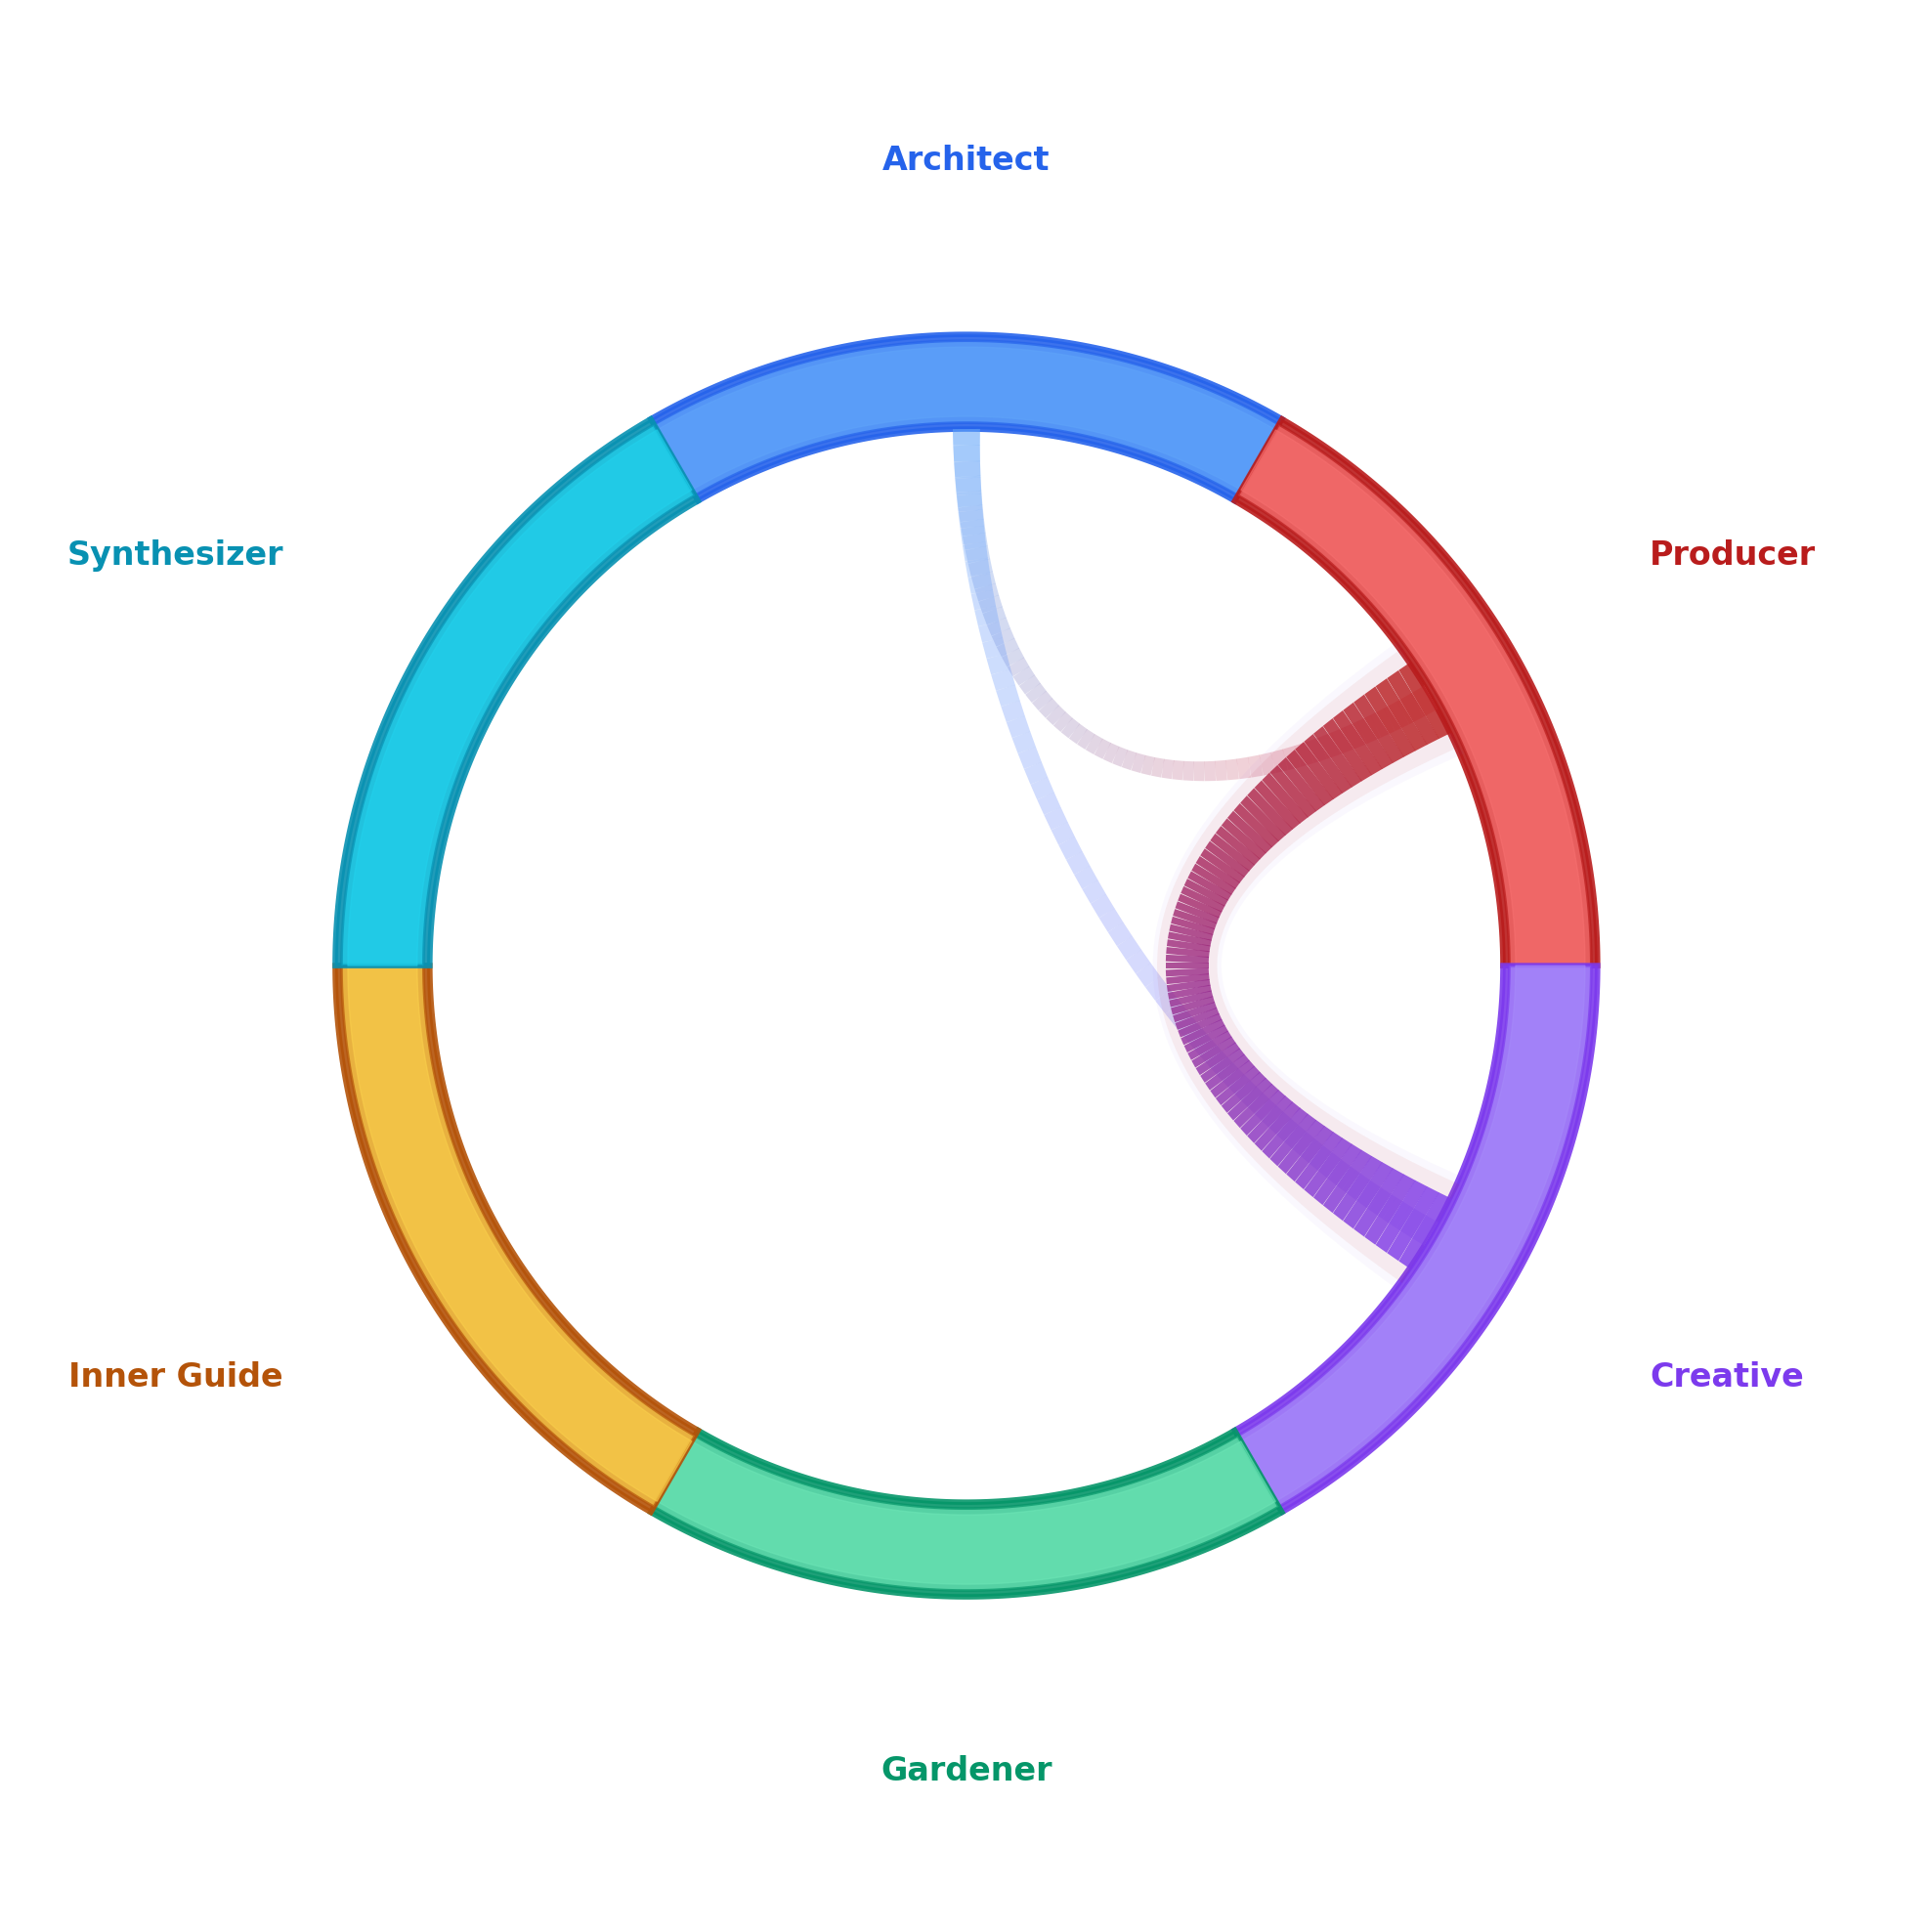 Architect
Synthesizer
Producer
Inner Guide
Creative
Gardener